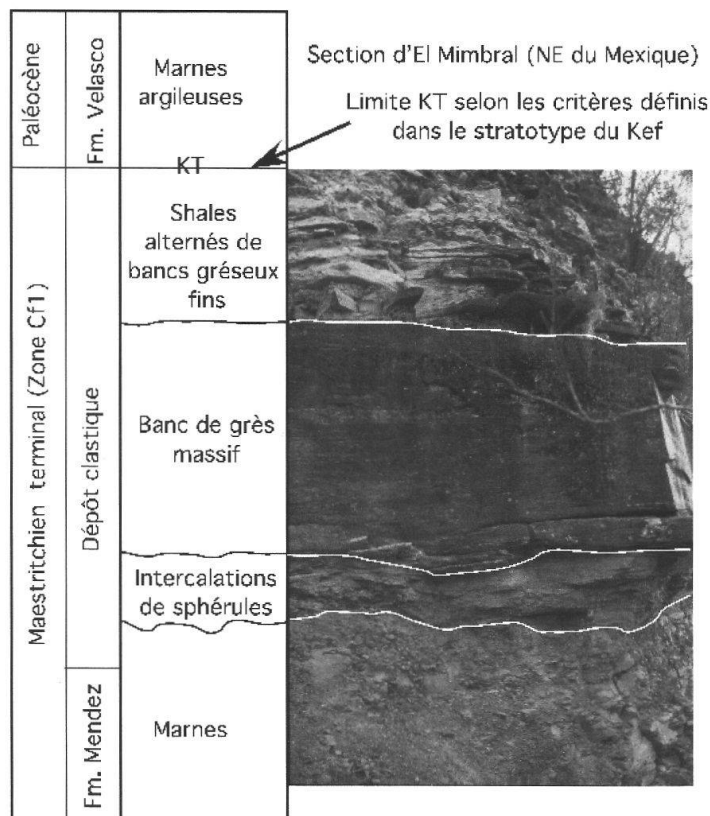 Section d'El Mimbral (NE du Mexique)
Limite KT selon les critères définis
dans le stratotype du Kef
Paléocène
Fm. Velasco
Marnes
argileuses
KT
Maestritchien terminal (Zone Cf1)
Dépôt clastique
Shales
alternés de
bancs gréseux
fins
Banc de grès
massif
Intercalations
de sphérules
Fm. Mendez
Marnes